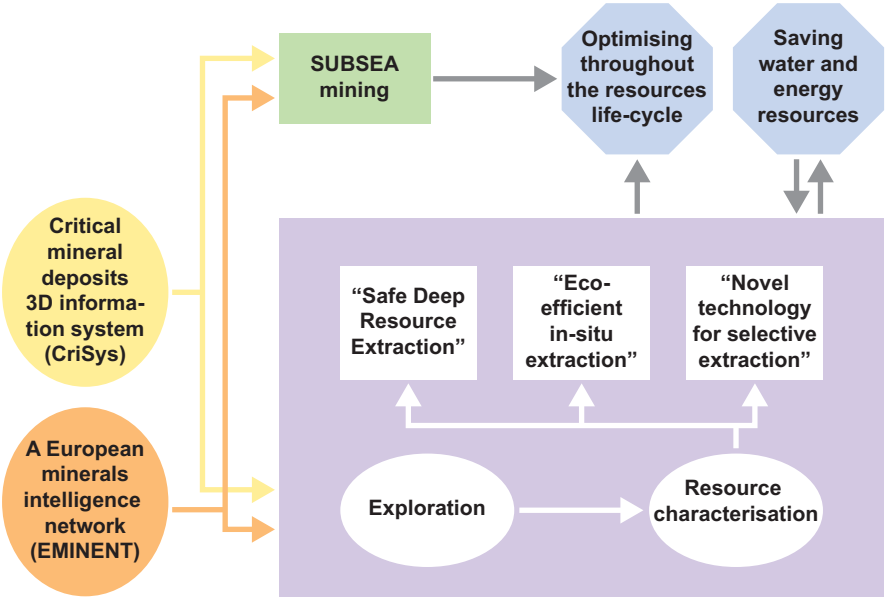 SUBSEA
mining
Optimising
throughout
the resources
life-cycle
Saving
water and
energy
resources
Critical
mineral
deposits
3D informa-
tion system
(CriSys)
“Safe Deep
Resource
Extraction”
“Eco-
efficient
in-situ
extraction”
“Novel
technology
for selective
extraction”
A European
minerals
intelligence
network
(EMINENT)
Exploration
Resource
characterisation